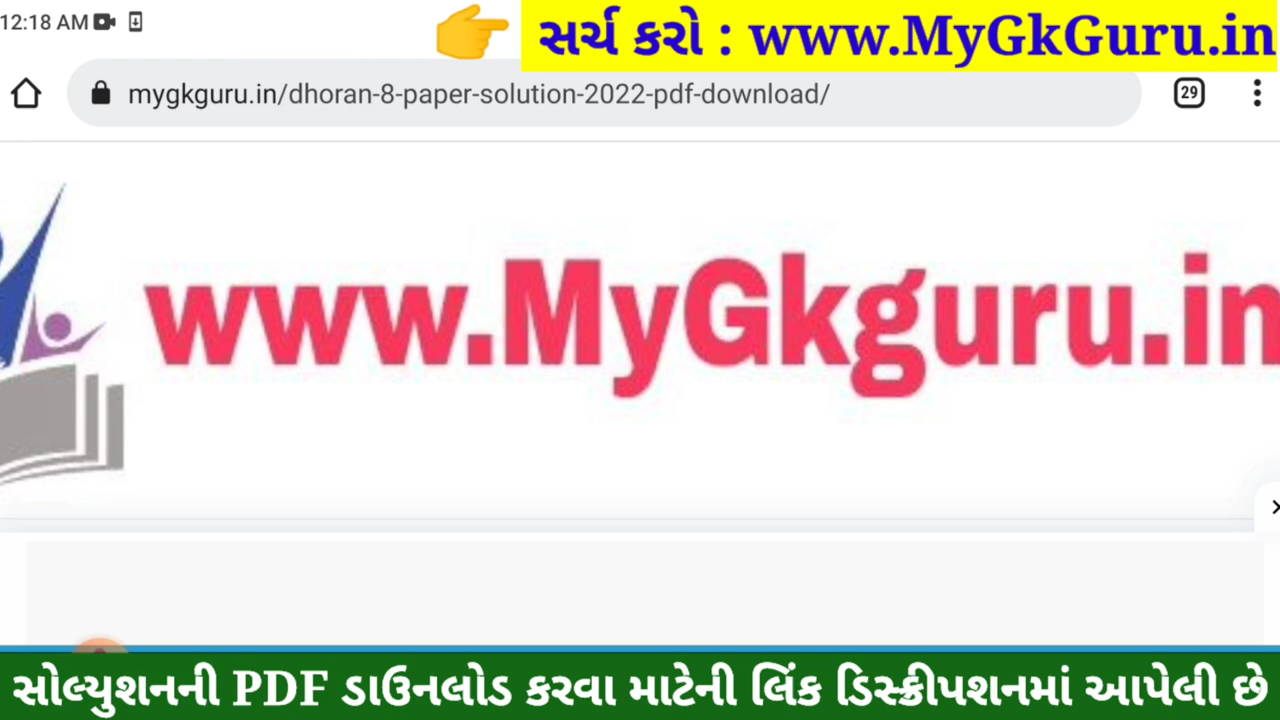 12:18 AM
👉 સર્ચ કરો : www.MyGkGuru.in
mygkguru.in/dhoran-8-paper-solution-2022-pdf-download/
29
www.MyGkguru.in
સોલ્યુશનની PDF ડાઉનલોડ કરવા માટેની લિંક ડિસ્ક્રીપશનમાં આપેલી છે